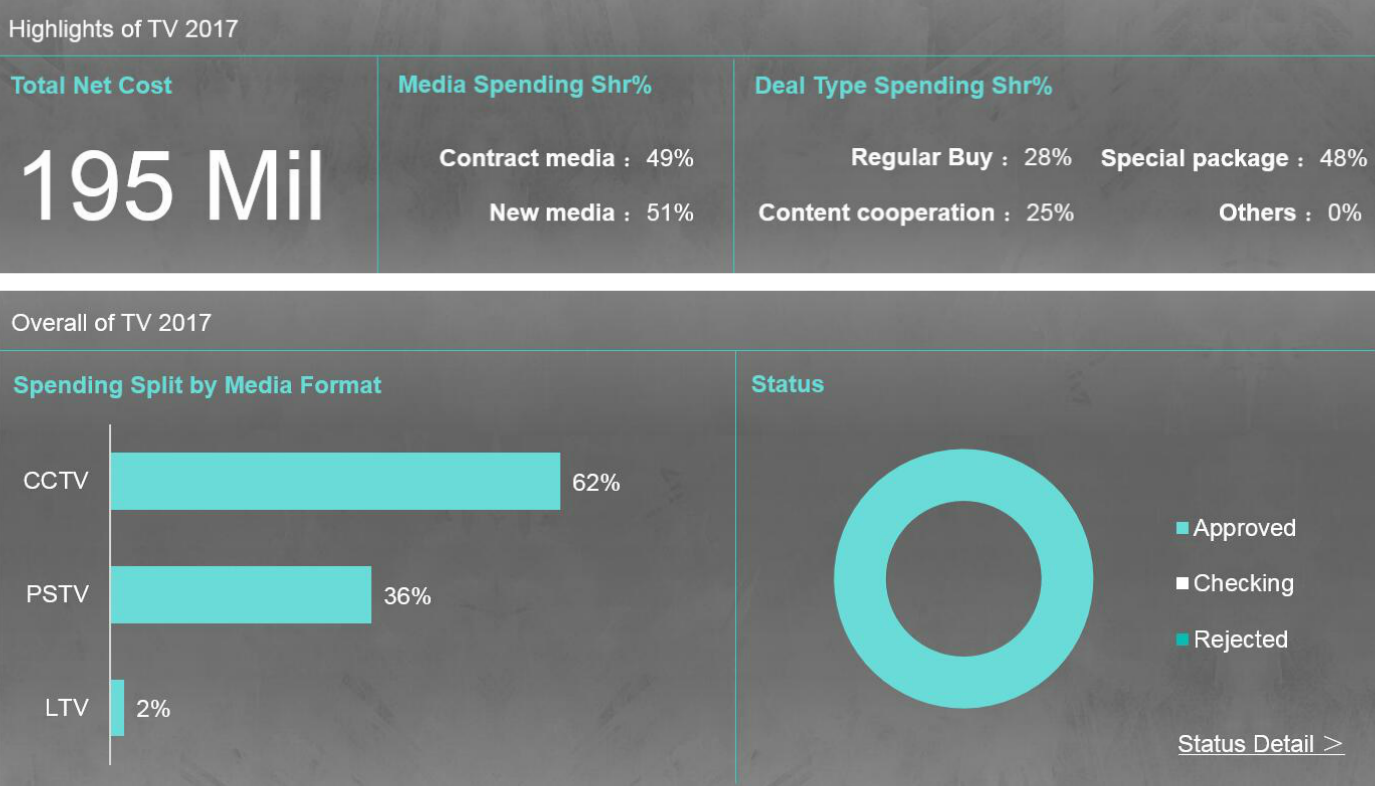 Highlights of TV 2017
Total Net Cost
195 Mil
Media Spending Shr%
Contract media ： 49%
New media ： 51%
Deal Type Spending Shr%
Regular Buy ： 28% Special package ： 48%
Content cooperation ： 25% Others ： 0%
Overall of TV 2017
Spending Split by Media Format
CCTV 62%
PSTV 36%
LTV 2%
Status
Approved
Checking
Rejected
Status Detail ＞